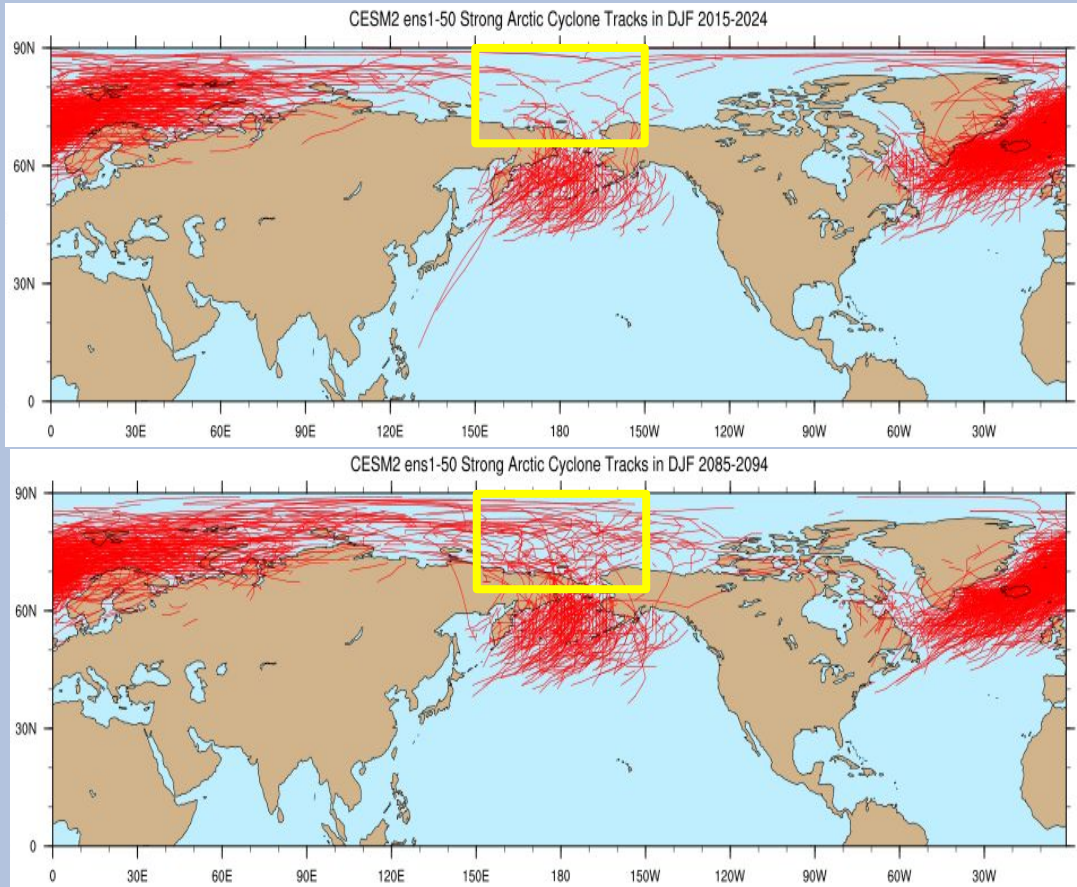 CESM2 ens1-50 Strong Arctic Cyclone Tracks in DJF 2015-2024
90N
60N
30N
0
0 30E 60E 90E 120E 150E 180 150W 120W 90W 60W 30W
CESM2 ens1-50 Strong Arctic Cyclone Tracks in DJF 2085-2094
90N
60N
30N
0
0 30E 60E 90E 120E 150E 180 150W 120W 90W 60W 30W